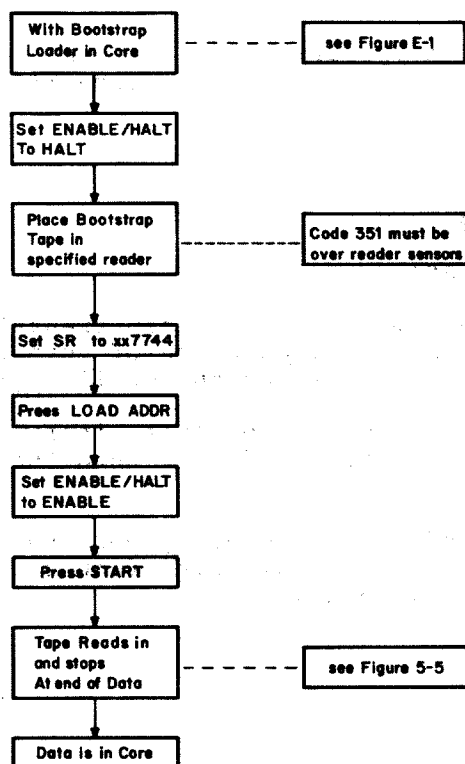 With Bootstrap
Loader in Core
see Figure E-1
Set ENABLE/HALT
To HALT
Place Bootstrap
Tape in
specified reader
Code 351 must be
over reader sensors
Set SR to xx7744
Press LOAD ADDR
Set ENABLE/HALT
to ENABLE
Press START
Tape Reads in
and stops
At end of Data
see Figure 5-5
Data is in Core